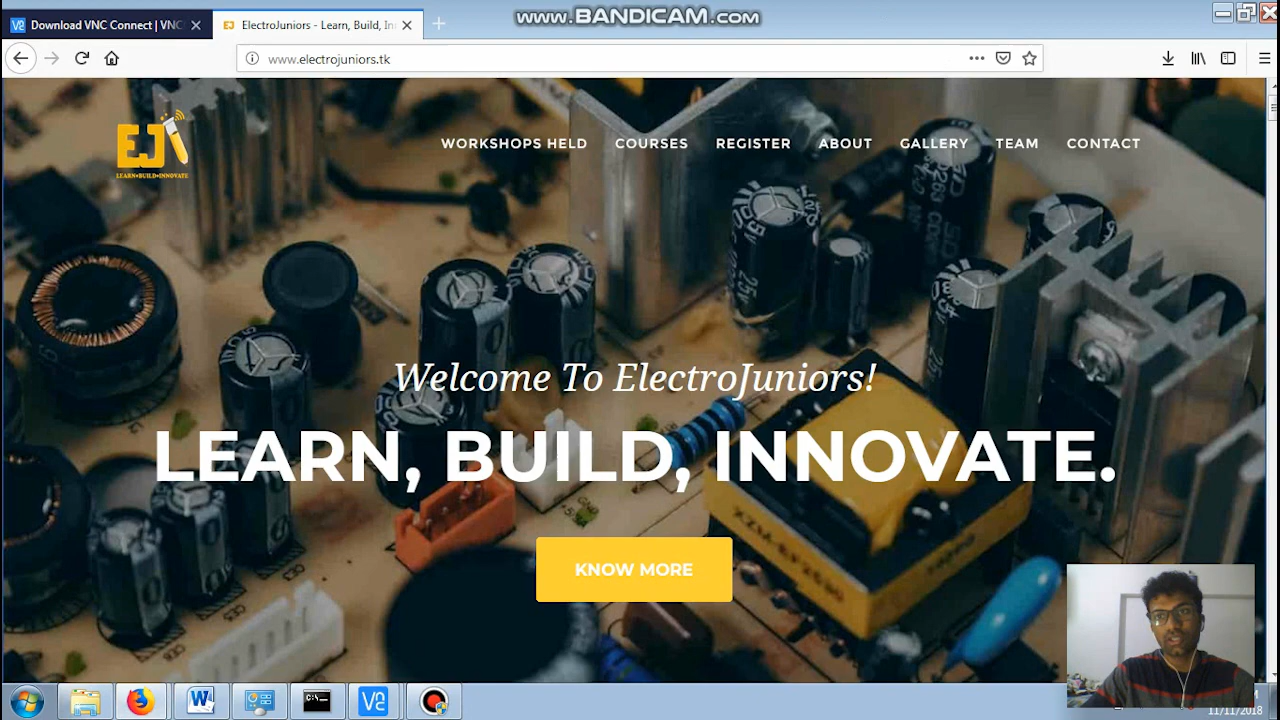 www.BANDICAM.com
Download VNC Connect | VNC
ElectroJuniors - Learn, Build, In
www.electrojuniors.tk
EJ
LEARN•BUILD•INNOVATE
WORKSHOPS HELD
COURSES
REGISTER
ABOUT
GALLERY
TEAM
CONTACT
Welcome To ElectroJuniors!
LEARN, BUILD, INNOVATE.
KNOW MORE
11/11/2018